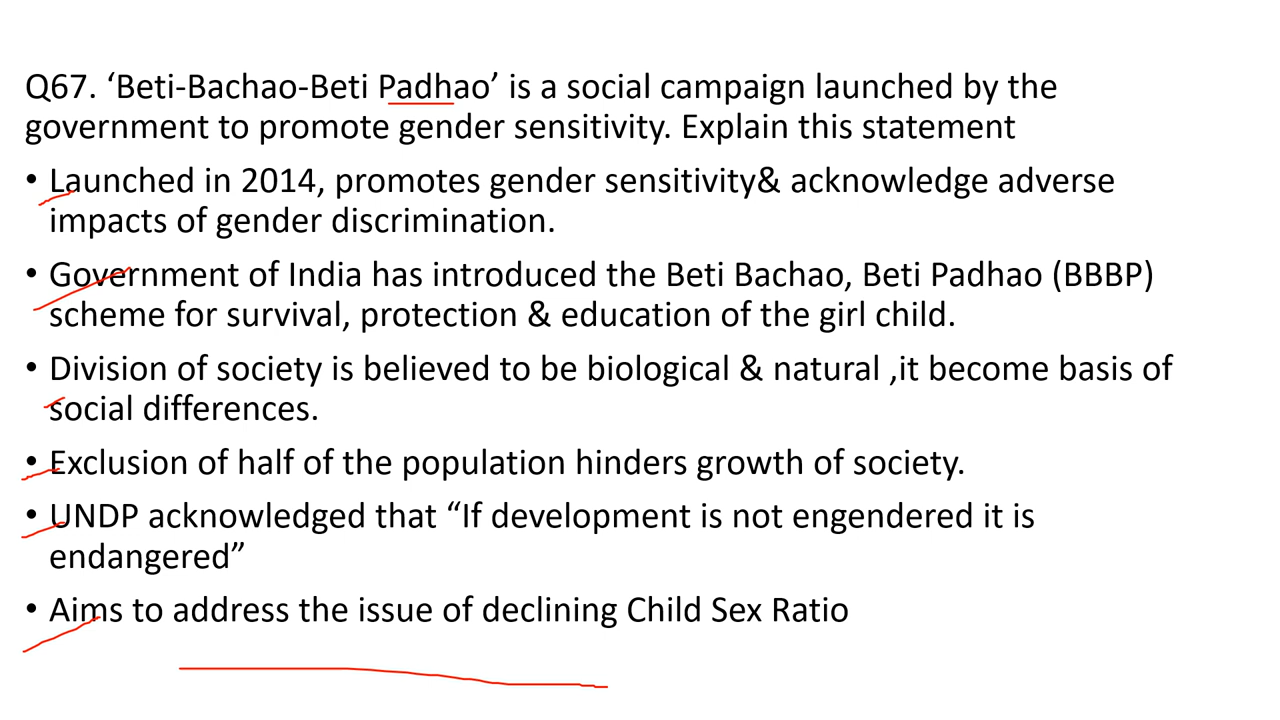 Q67. ‘Beti-Bachao-Beti Padhao’ is a social campaign launched by the
government to promote gender sensitivity. Explain this statement
• Launched in 2014, promotes gender sensitivity& acknowledge adverse
impacts of gender discrimination.
• Government of India has introduced the Beti Bachao, Beti Padhao (BBBP)
scheme for survival, protection & education of the girl child.
• Division of society is believed to be biological & natural ,it become basis of
social differences.
• Exclusion of half of the population hinders growth of society.
• UNDP acknowledged that “If development is not engendered it is
endangered”
• Aims to address the issue of declining Child Sex Ratio